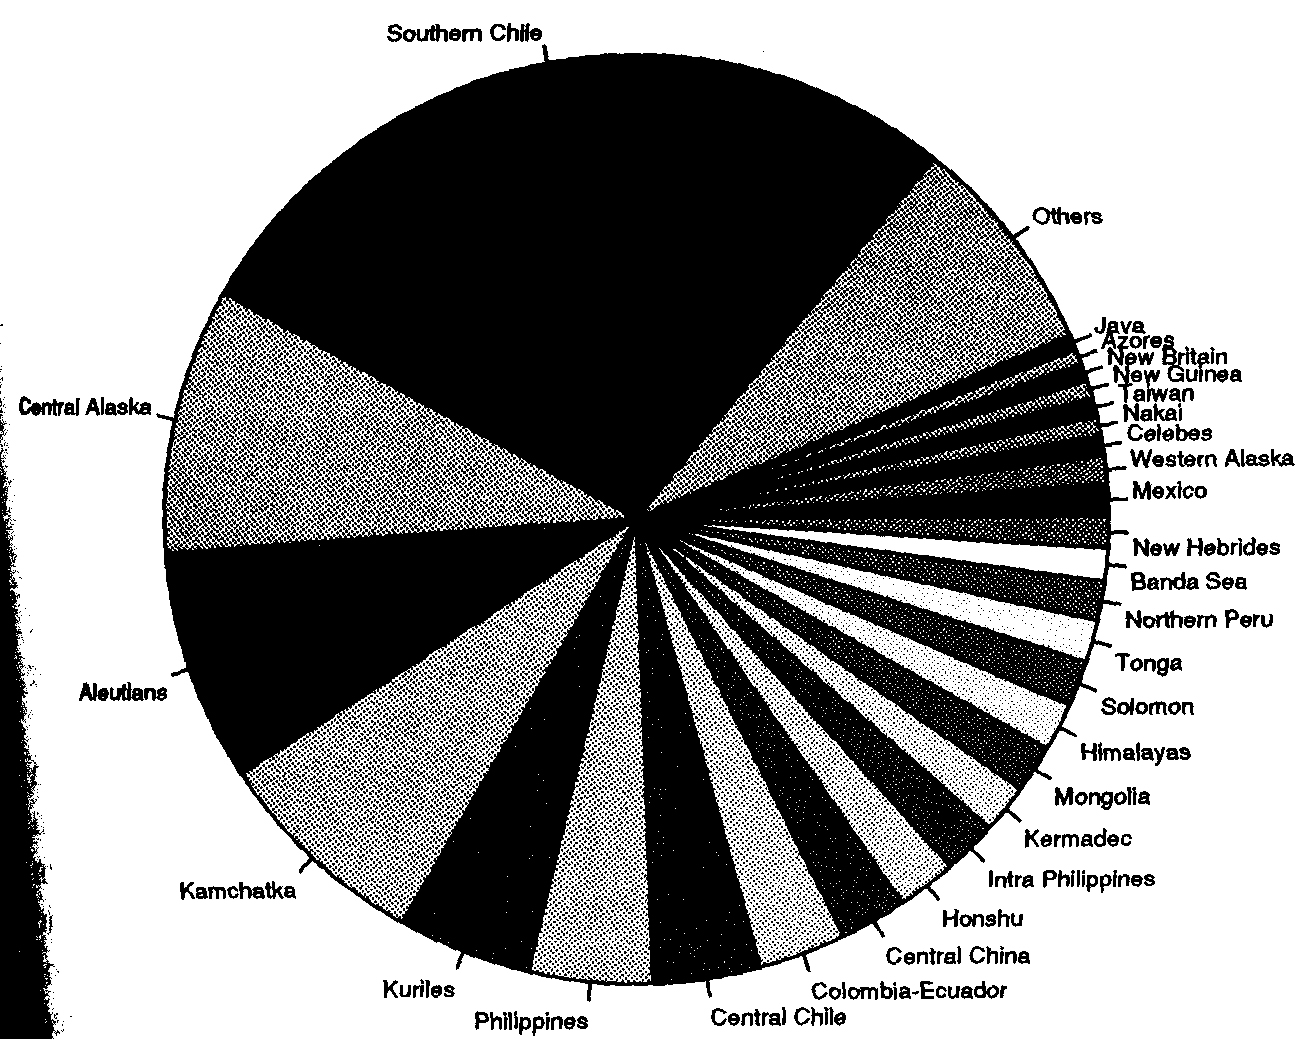 Southern Chile
Others
Java
Azores
New Britain
New Guinea
Taiwan
Nakai
Celebes
Western Alaska
Mexico
New Hebrides
Banda Sea
Northern Peru
Tonga
Solomon
Himalayas
Mongolia
Kermadec
Intra Philippines
Honshu
Central China
Colombia-Ecuador
Central Chile
Philippines
Kuriles
Kamchatka
Aleutians
Central Alaska